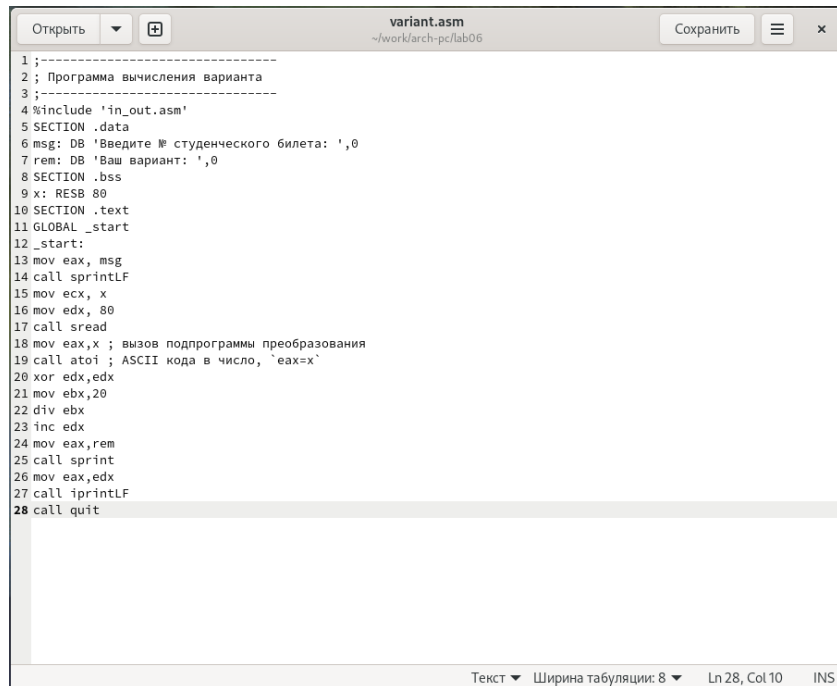 Открыть
variant.asm
~/work/arch-pc/lab06
Сохранить
1 ;--------------------------------
2 ; Программа вычисления варианта
3 ;--------------------------------
4 %include 'in_out.asm'
5 SECTION .data
6 msg: DB 'Введите № студенческого билета: ',0
7 rem: DB 'Ваш вариант: ',0
8 SECTION .bss
9 x: RESB 80
10 SECTION .text
11 GLOBAL _start
12 _start:
13 mov eax, msg
14 call sprintLF
15 mov ecx, x
16 mov edx, 80
17 call sread
18 mov eax,x ; вызов подпрограммы преобразования
19 call atoi ; ASCII кода в число, `eax=x`
20 xor edx,edx
21 mov ebx,20
22 div ebx
23 inc edx
24 mov eax,rem
25 call sprint
26 mov eax,edx
27 call iprintLF
28 call quit
Текст Ширина табуляции: 8 Ln 28, Col 10 INS